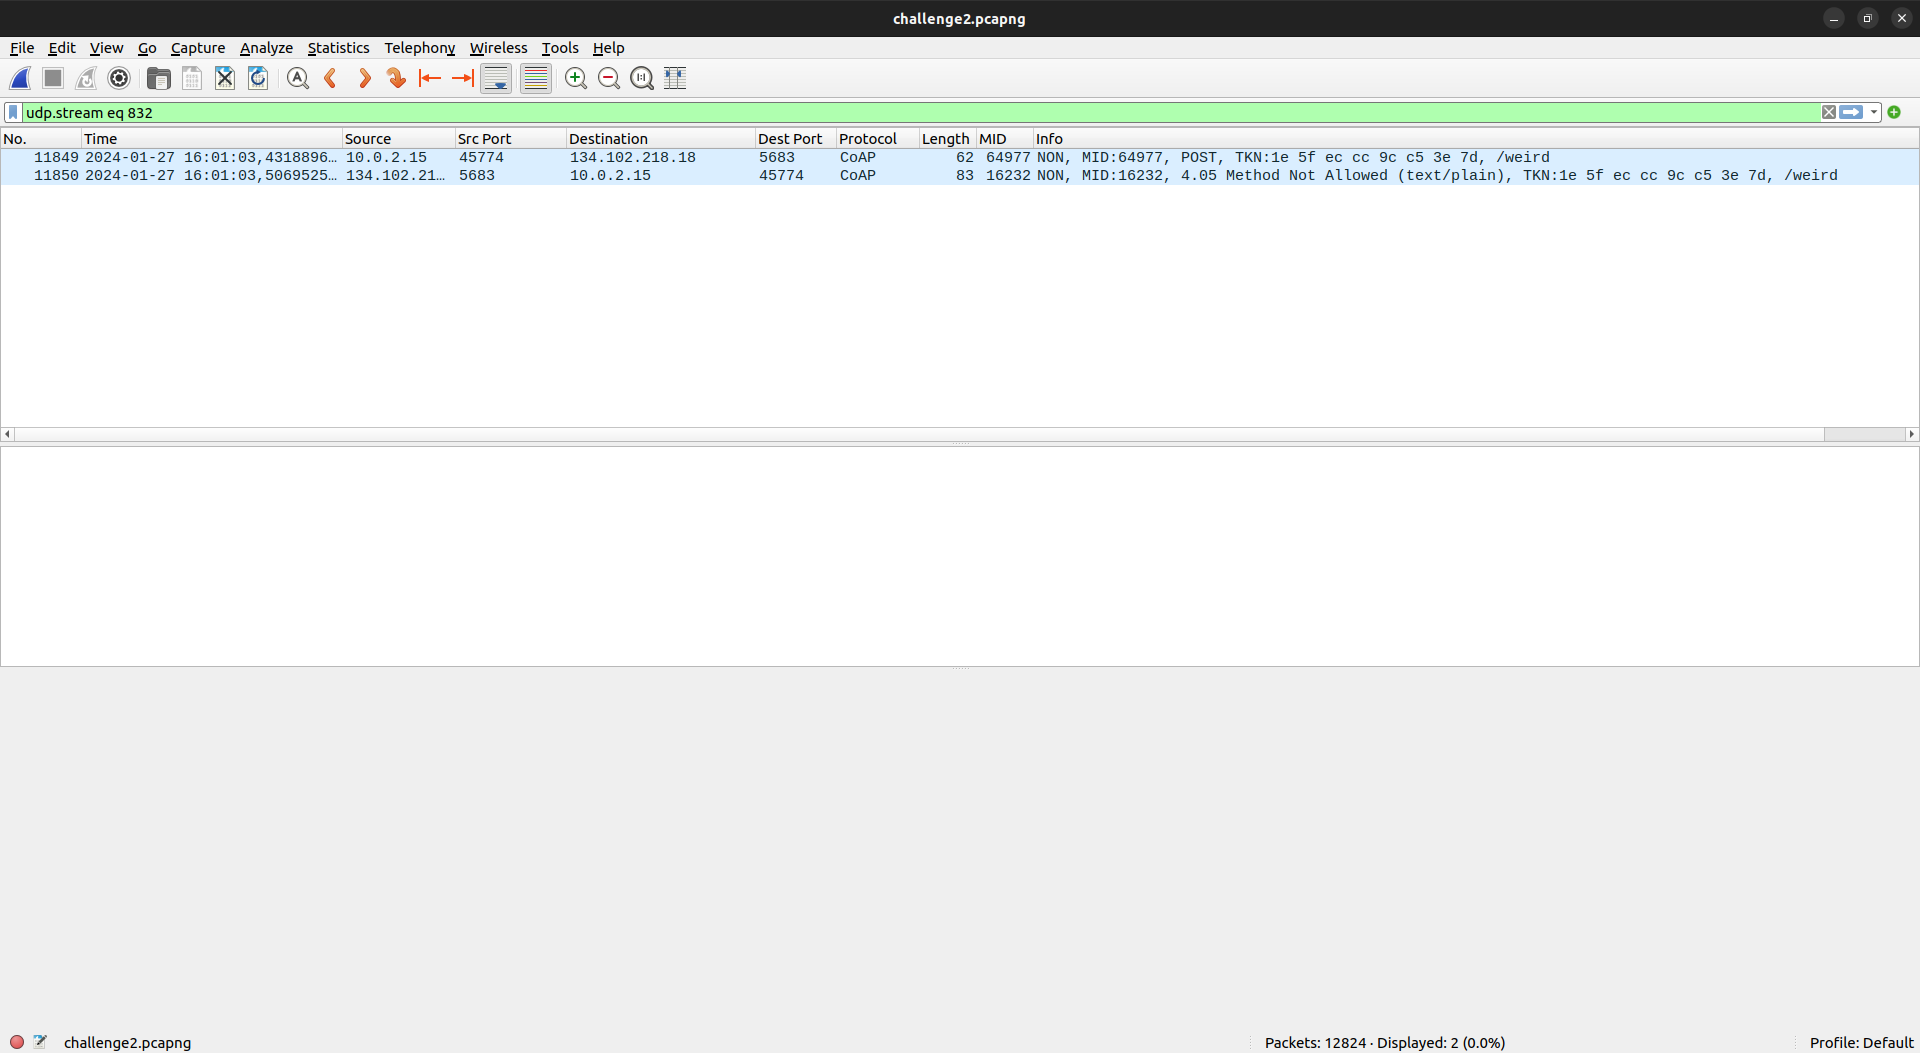 challenge2.pcapng
File Edit View Go Capture Analyze Statistics Telephony Wireless Tools Help
udp.stream eq 832
No. Time Source Src Port Destination Dest Port Protocol Length MID Info
11849 2024-01-27 16:01:03,4318896… 10.0.2.15 45774 134.102.218.18 5683 CoAP 62 64977 NON, MID:64977, POST, TKN:1e 5f ec cc 9c c5 3e 7d, /weird
11850 2024-01-27 16:01:03,5069525… 134.102.21… 5683 10.0.2.15 45774 CoAP 83 16232 NON, MID:16232, 4.05 Method Not Allowed (text/plain), TKN:1e 5f ec cc 9c c5 3e 7d, /weird
challenge2.pcapng Packets: 12824 · Displayed: 2 (0.0%) Profile: Default